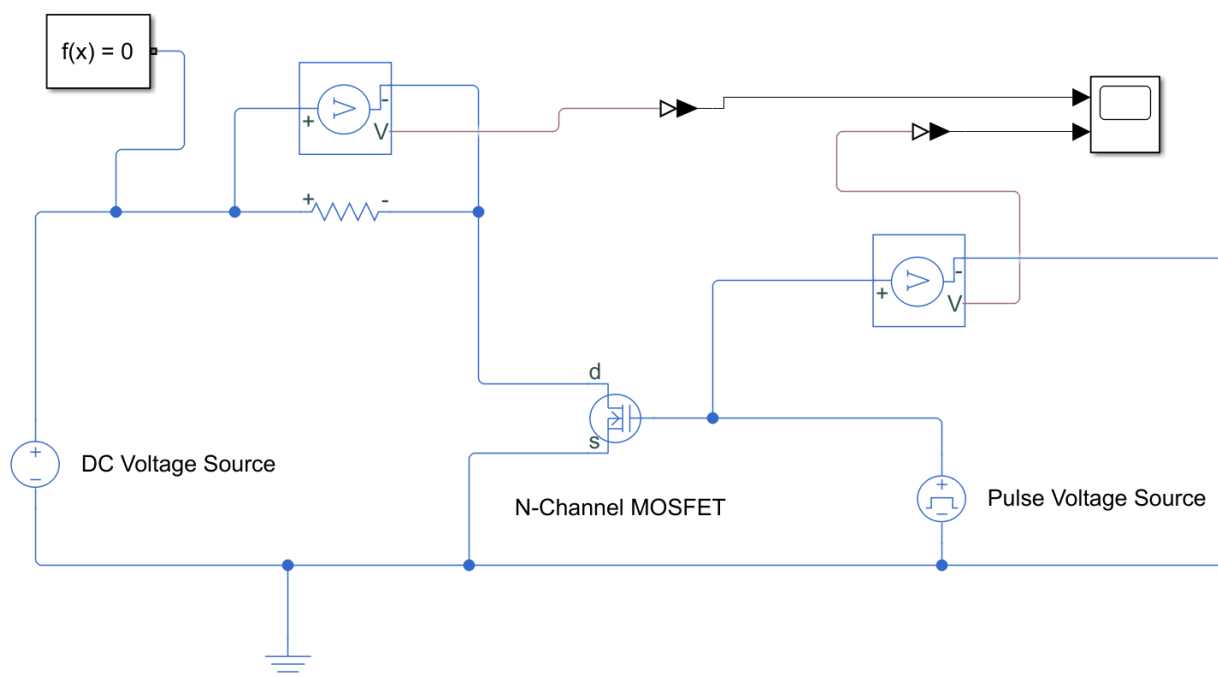 f(x) = 0
-
+
V
V
+
-
-
+
V
V
d
s
+
-
DC Voltage Source
N-Channel MOSFET
+
-
Pulse Voltage Source